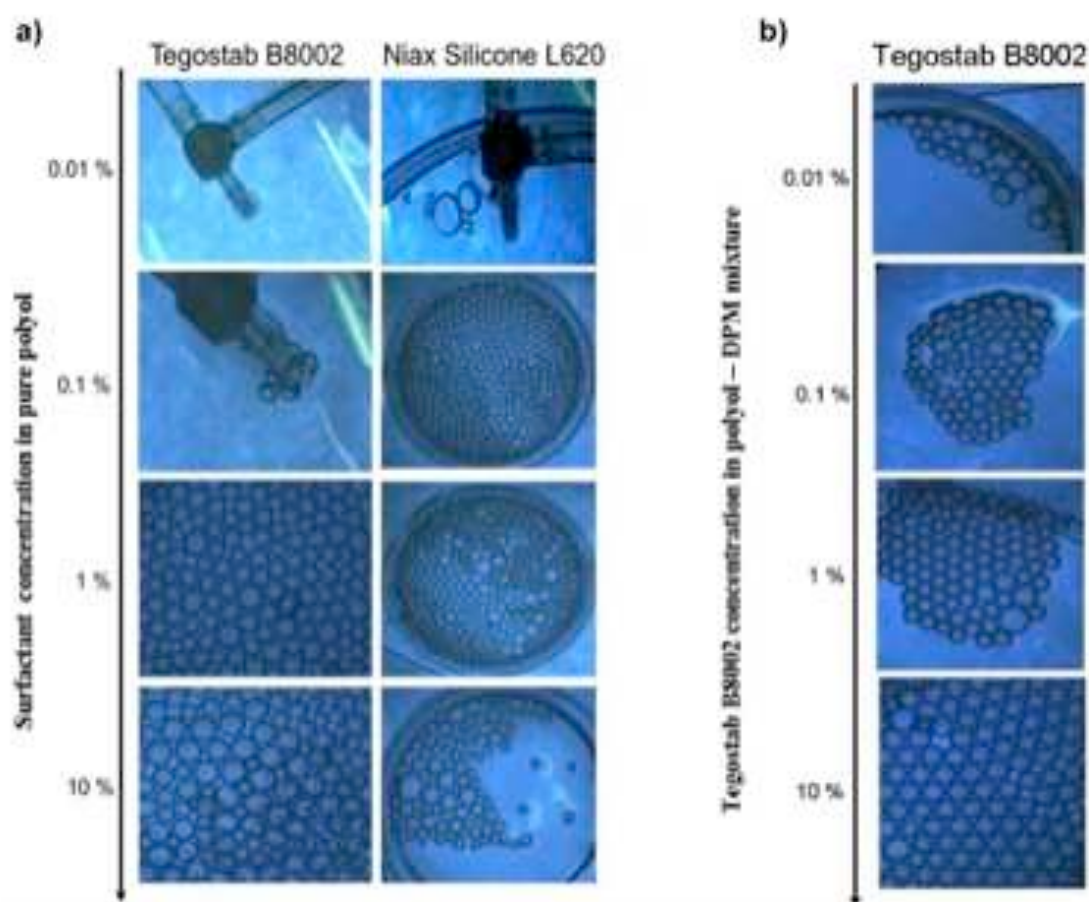 a)
Tegostab B8002
Niax Silicone L620
Surfactant concentration in pure polyol
0.01 %
0.1 %
1 %
10 %
b)
Tegostab B8002
Tegostab B8002 concentration in polyol – DPM mixture
0.01 %
0.1 %
1 %
10 %